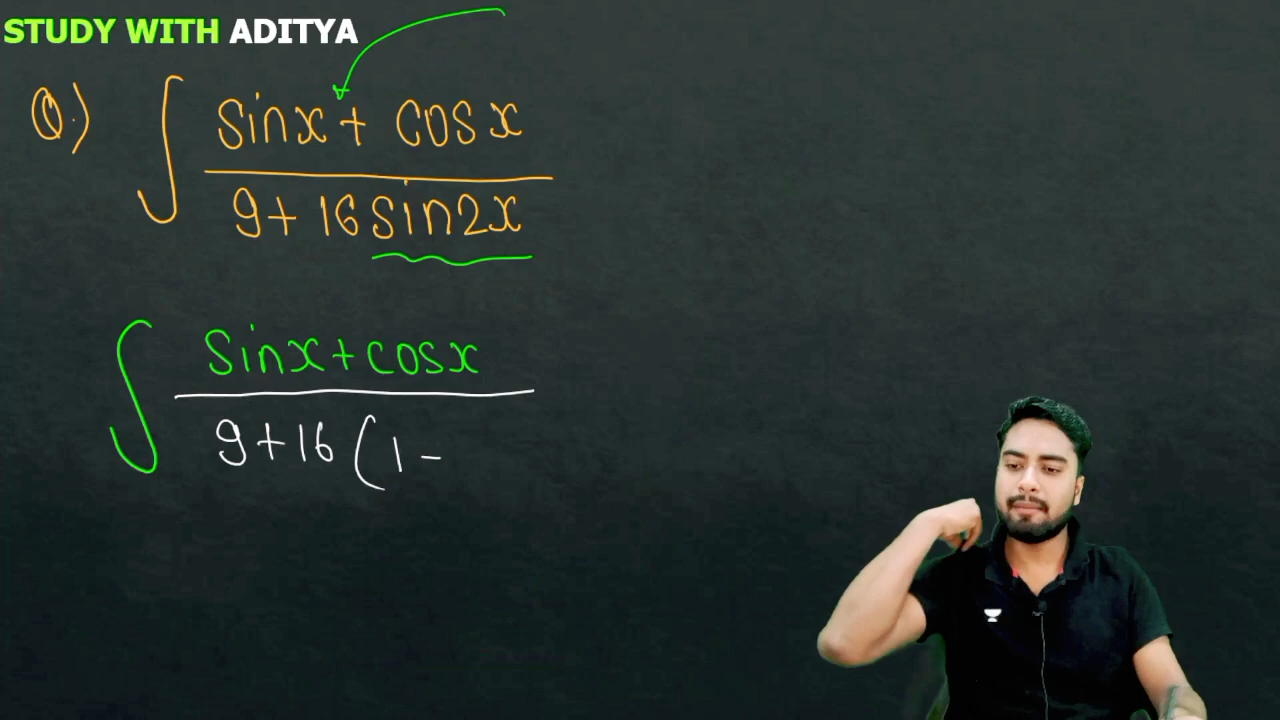 STUDY WITH ADITYA
Q.) ∫ sinx + cosx
9 + 16 sin2x
∫ sinx + cosx
9 + 16 (1 -